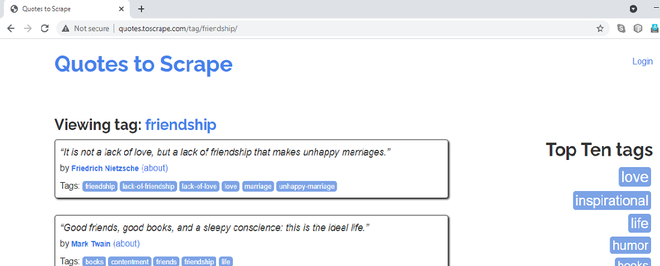 Quotes to Scrape
Not secure | quotes.toscrape.com/tag/friendship/
Quotes to Scrape
Login
Viewing tag: friendship
“It is not a lack of love, but a lack of friendship that makes unhappy marriages.”
by Friedrich Nietzsche (about)
Tags: friendship lack-of-friendship lack-of-love love marriage unhappy-marriage
“Good friends, good books, and a sleepy conscience: this is the ideal life.”
by Mark Twain (about)
Tags: books contentment friends friendship life
Top Ten tags
love
inspirational
life
humor
books